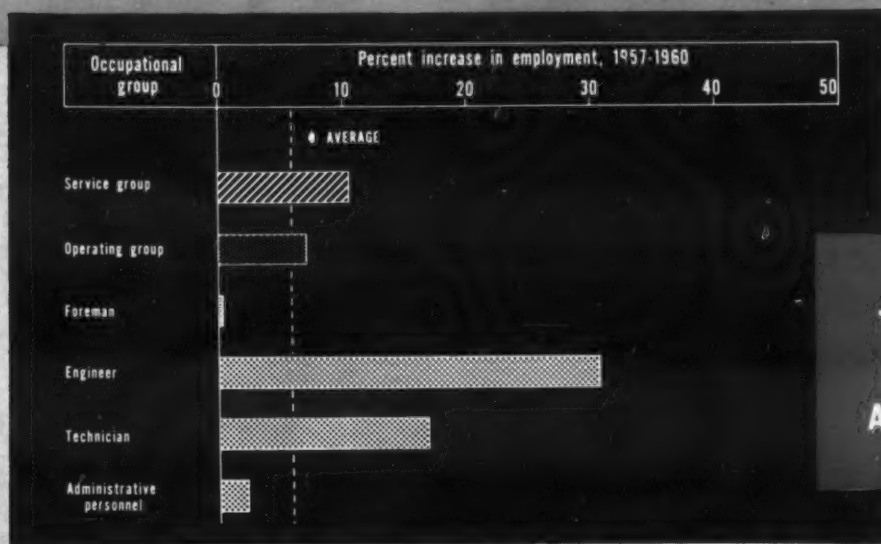 Occupational group
Percent increase in employment, 1957-1960
0 10 20 30 40 50
AVERAGE
Service group
Operating group
Foreman
Engineer
Technician
Administrative personnel
A